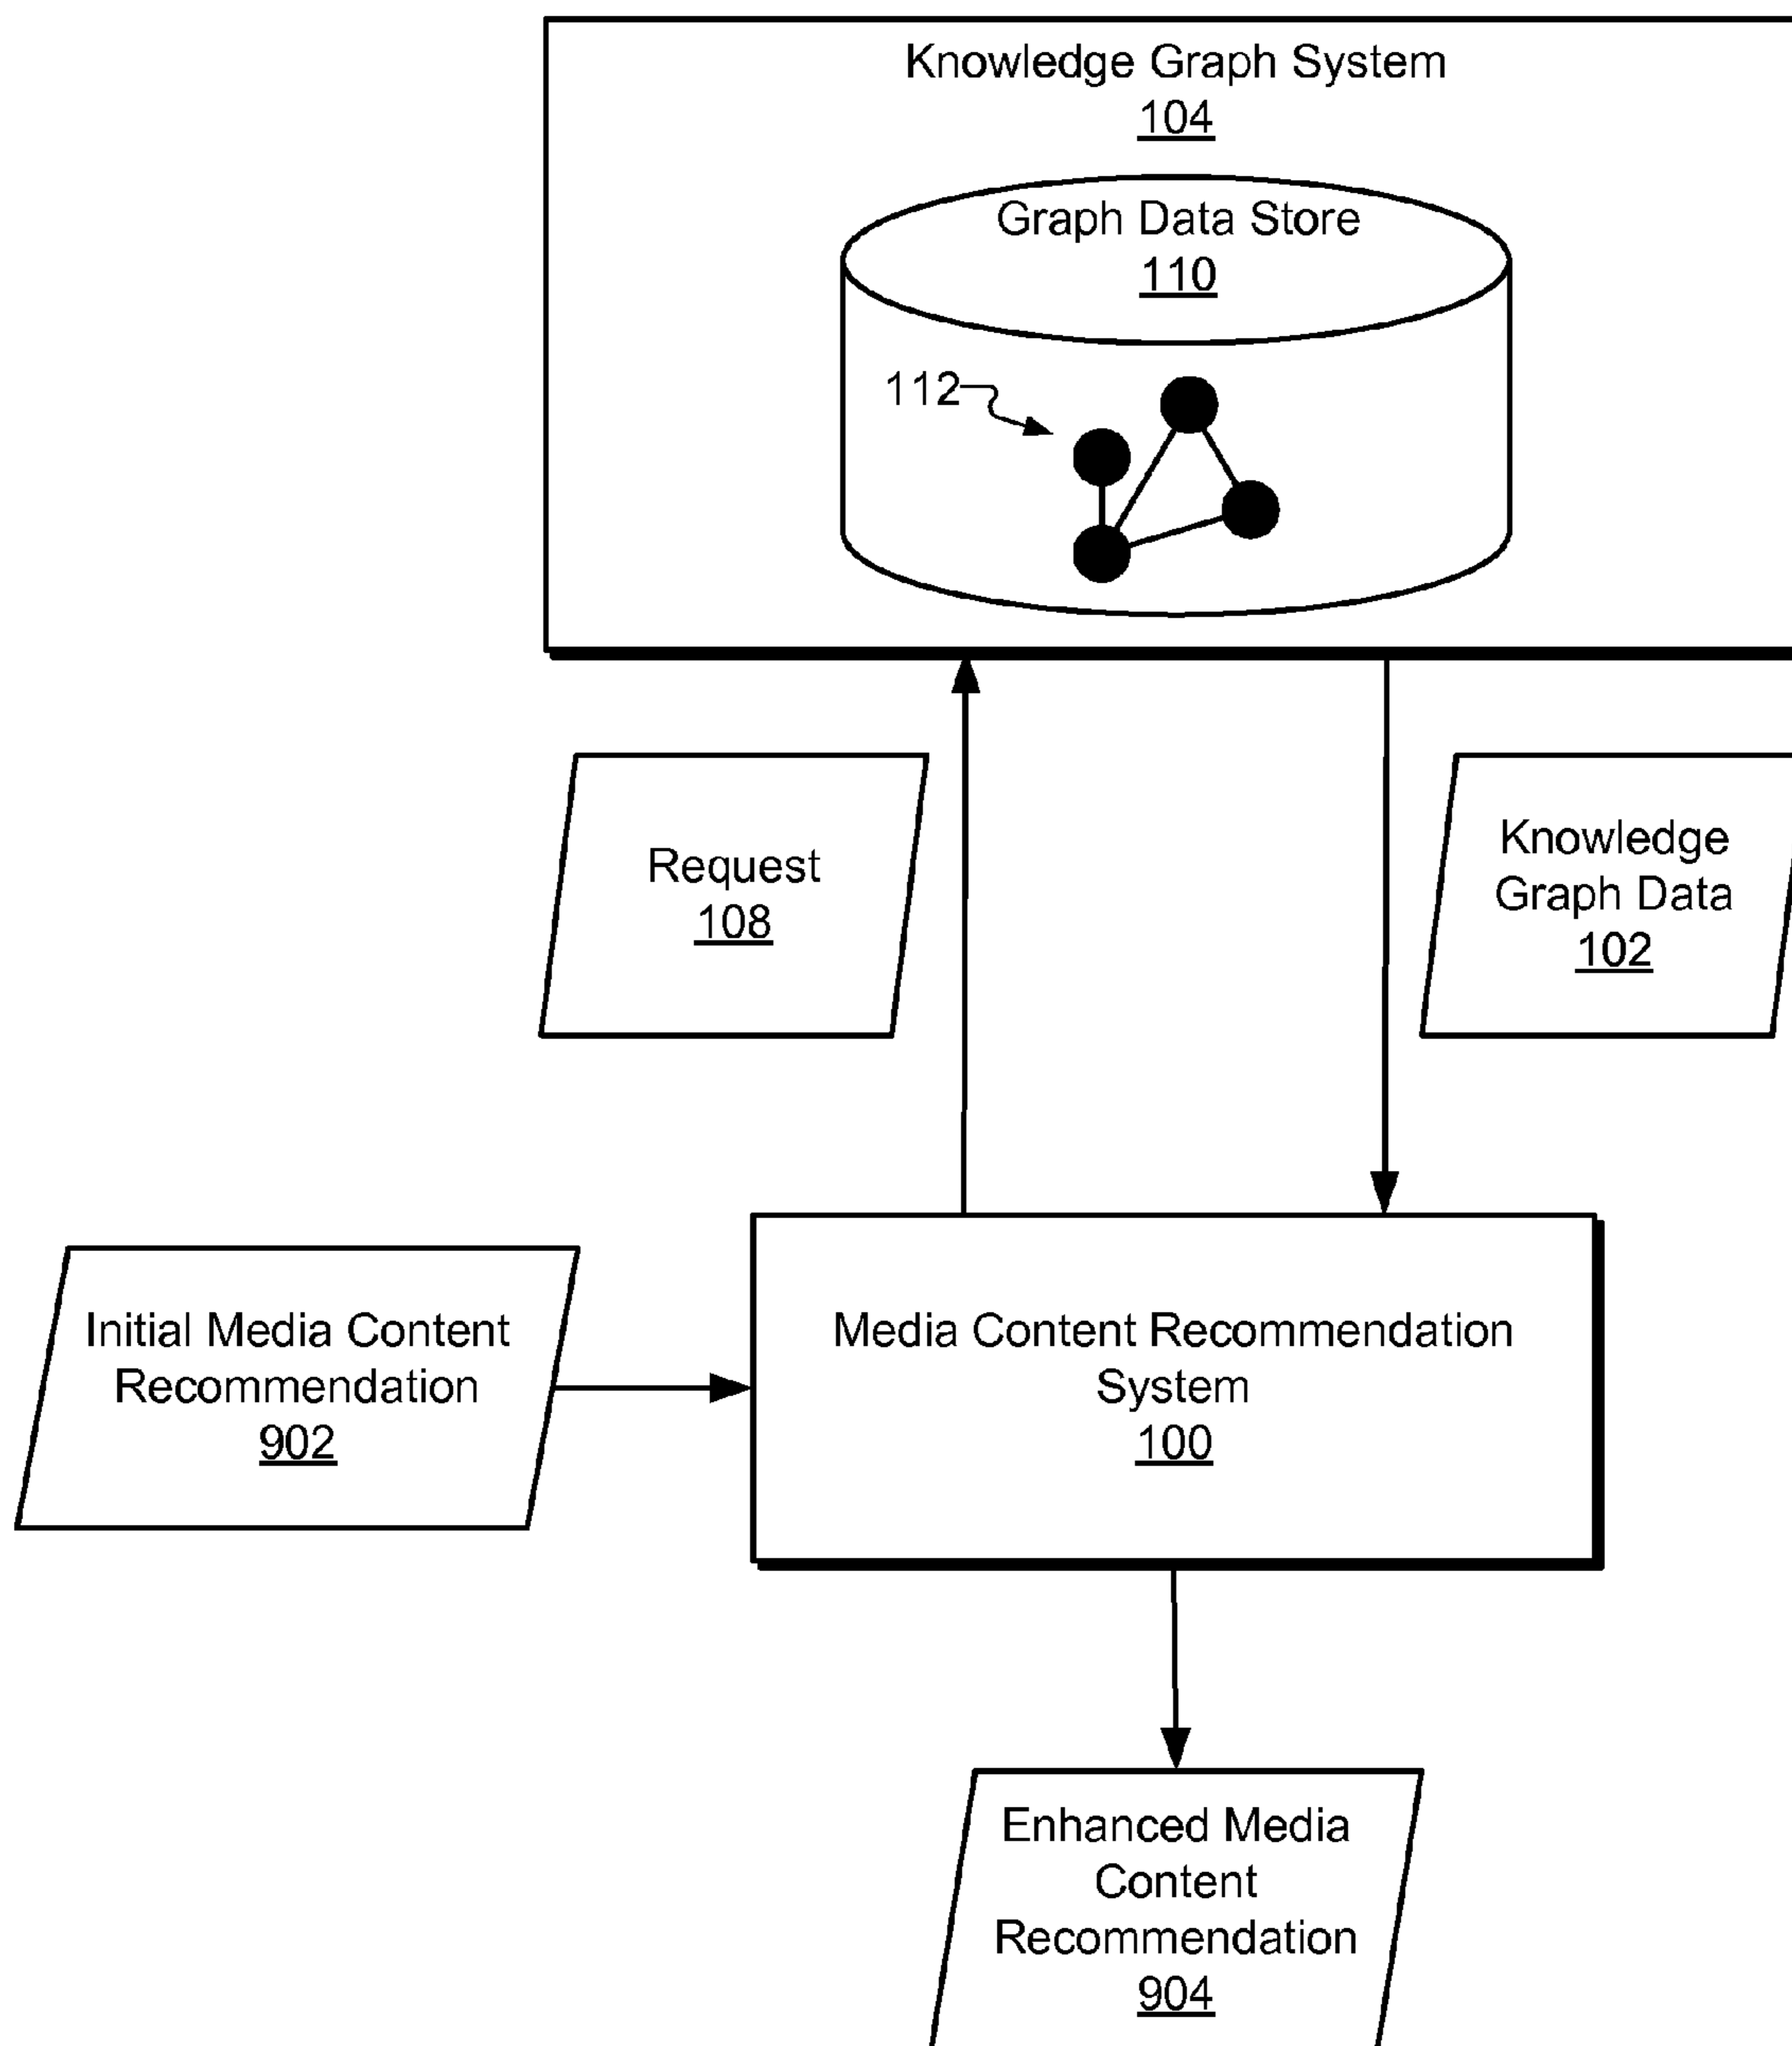 Knowledge Graph System
104
Graph Data Store
110
112
Request
108
Knowledge
Graph Data
102
Initial Media Content
Recommendation
902
Media Content Recommendation
System
100
Enhanced Media
Content
Recommendation
904